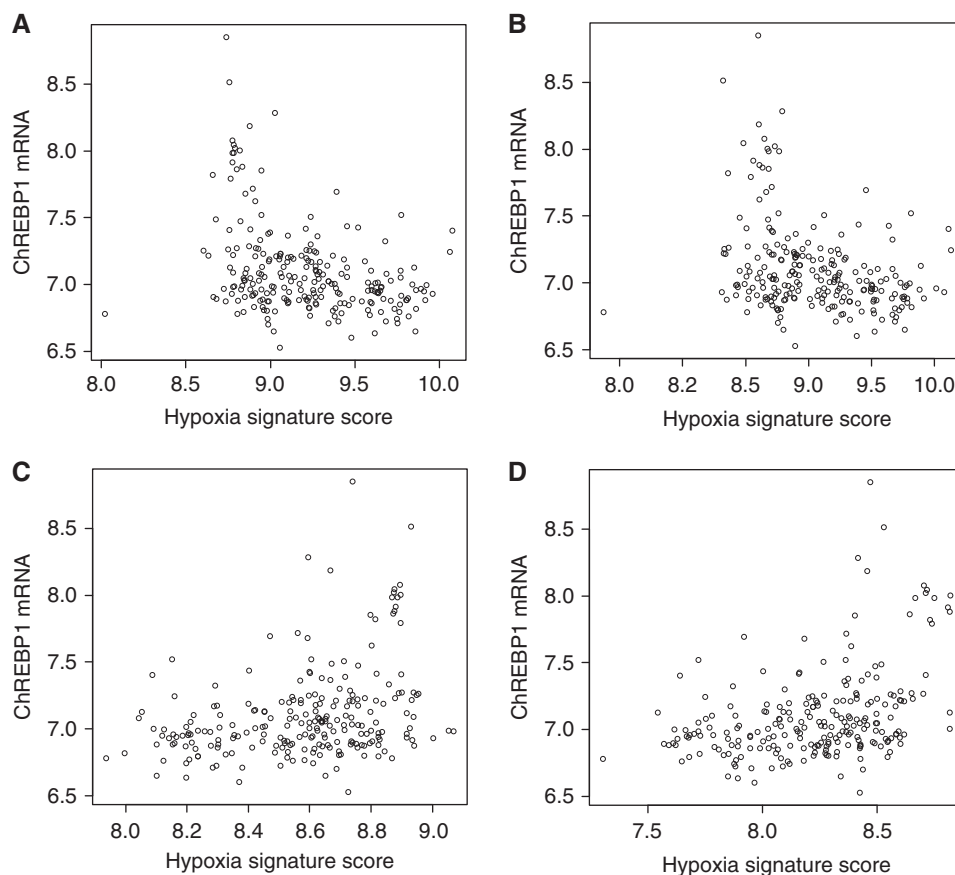 A
ChREBP1 mRNA
8.5
8.0
7.5
7.0
6.5
8.0 8.5 9.0 9.5 10.0
Hypoxia signature score
B
ChREBP1 mRNA
8.5
8.0
7.5
7.0
6.5
8.0 8.2 8.5 9.0 9.5 10.0
Hypoxia signature score
C
ChREBP1 mRNA
8.5
8.0
7.5
7.0
6.5
8.0 8.2 8.4 8.6 8.8 9.0
Hypoxia signature score
D
ChREBP1 mRNA
8.5
8.0
7.5
7.0
6.5
7.5 8.0 8.5
Hypoxia signature score